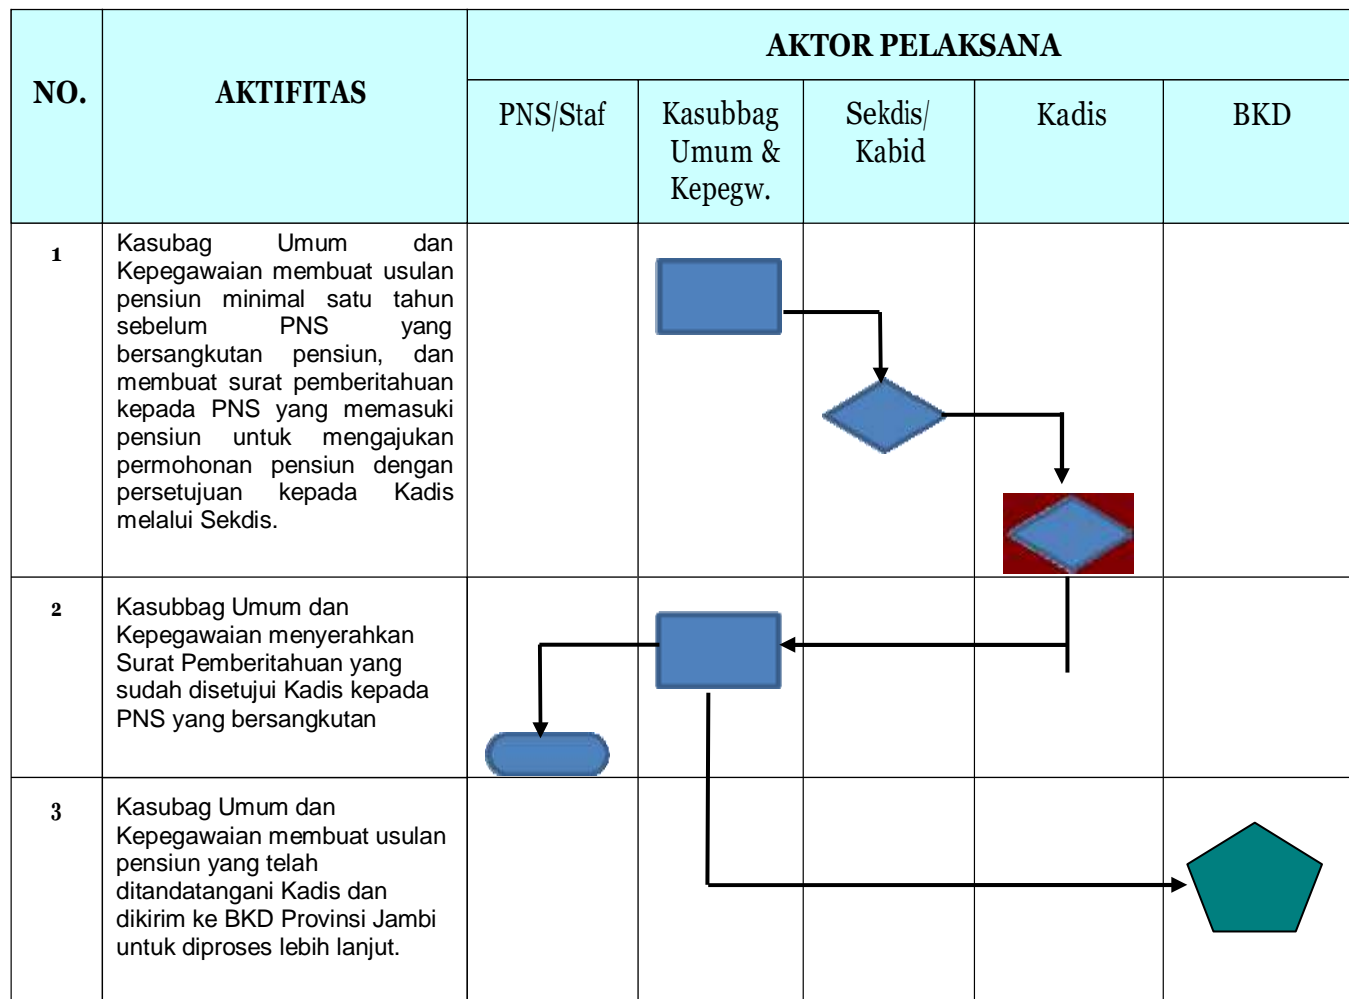 NO.
AKTIFITAS
AKTOR PELAKSANA
PNS/Staf
Kasubbag
Umum &
Kepegw.
Sekdis/
Kabid
Kadis
BKD
1
Kasubag Umum dan
Kepegawaian membuat usulan
pensiun minimal satu tahun
sebelum PNS yang
bersangkutan pensiun, dan
membuat surat pemberitahuan
kepada PNS yang memasuki
pensiun untuk mengajukan
permohonan pensiun dengan
persetujuan kepada Kadis
melalui Sekdis.
2
Kasubbag Umum dan
Kepegawaian menyerahkan
Surat Pemberitahuan yang
sudah disetujui Kadis kepada
PNS yang bersangkutan
3
Kasubag Umum dan
Kepegawaian membuat usulan
pensiun yang telah
ditandatangani Kadis dan
dikirim ke BKD Provinsi Jambi
untuk diproses lebih lanjut.